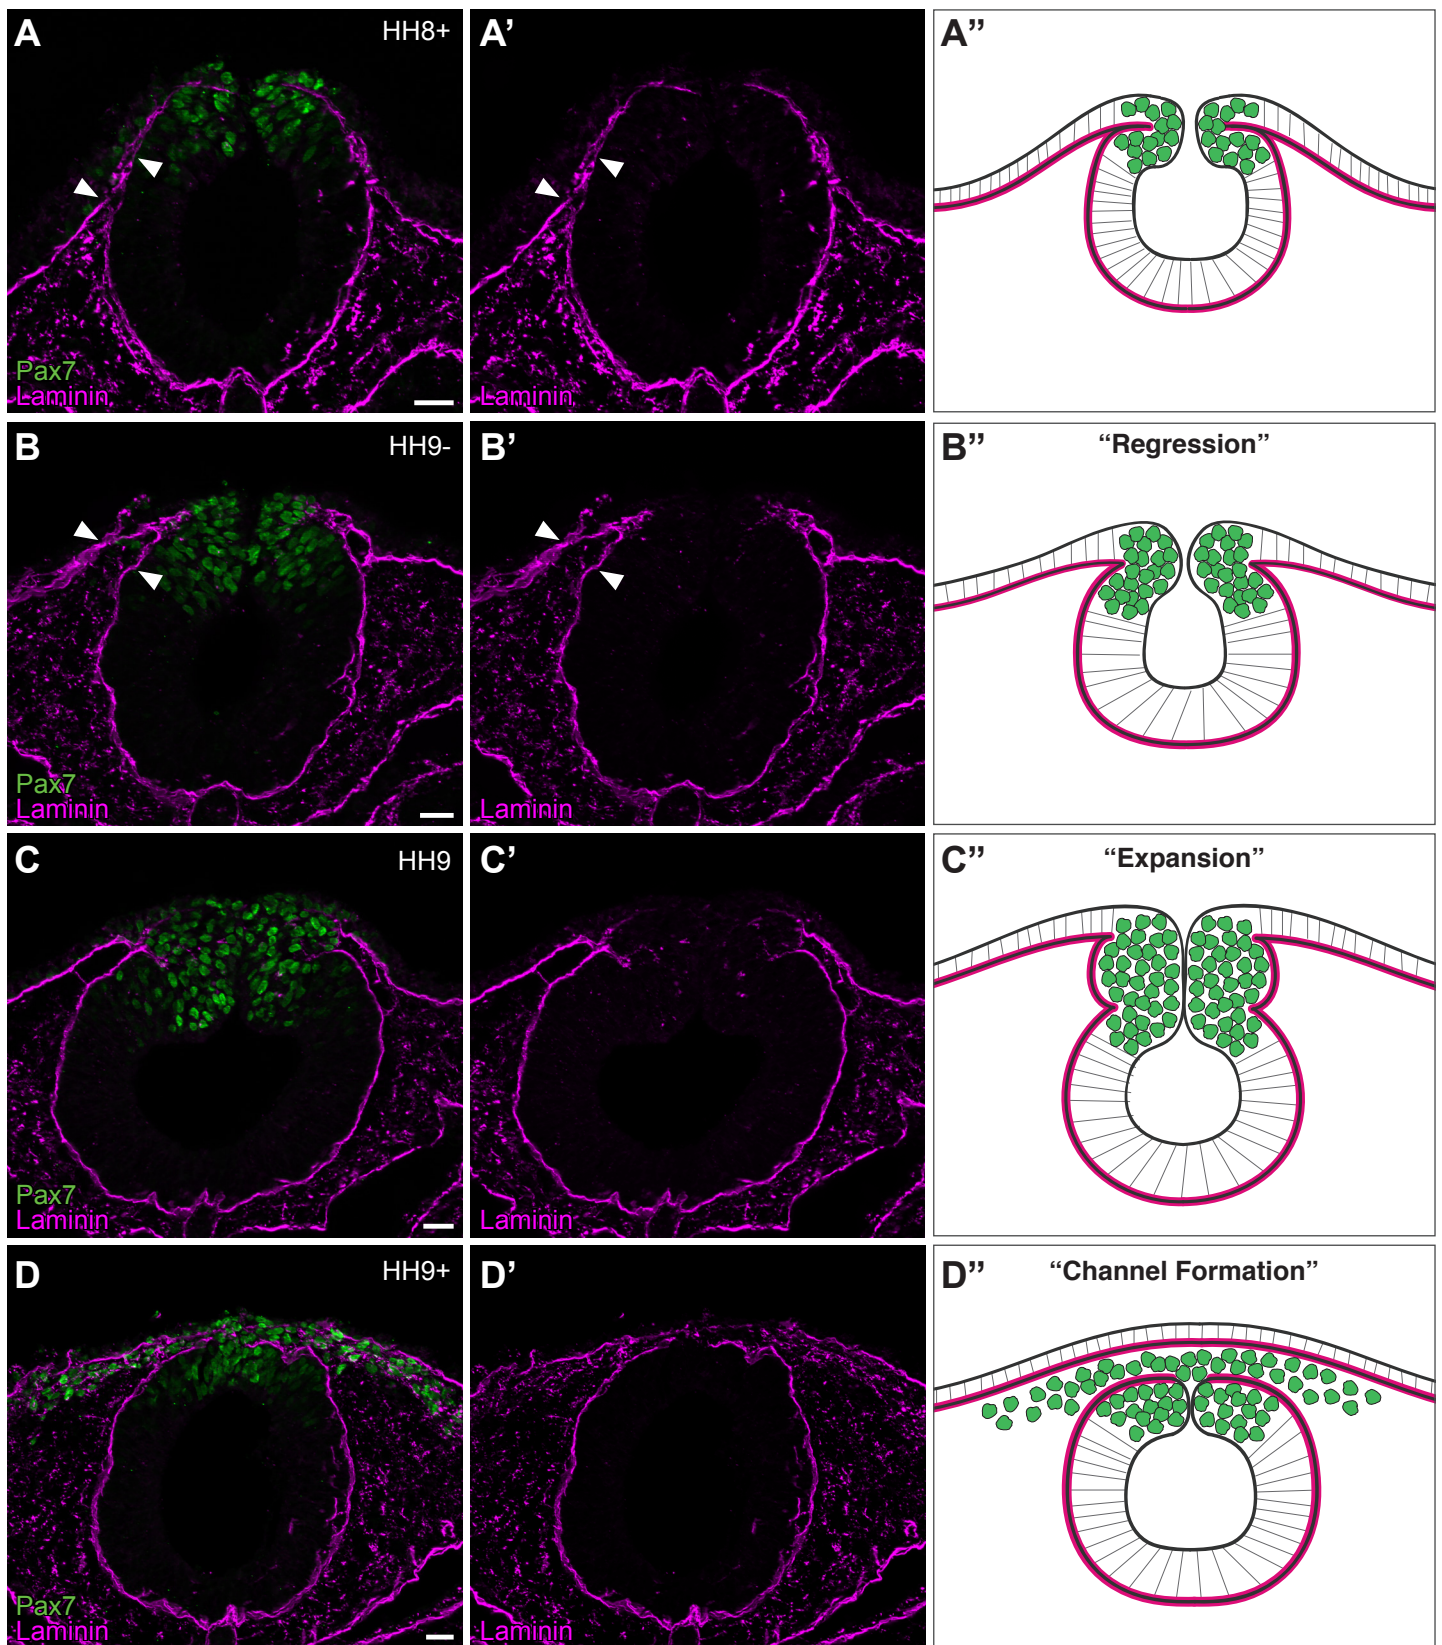 A
HH8+
Pax7
Laminin
A’
Laminin
A”
B
HH9-
Pax7
Laminin
B’
Laminin
B”
“Regression”
C
HH9
Pax7
Laminin
C’
Laminin
C”
“Expansion”
D
HH9+
Pax7
Laminin
D'
Laminin
D”
“Channel Formation”